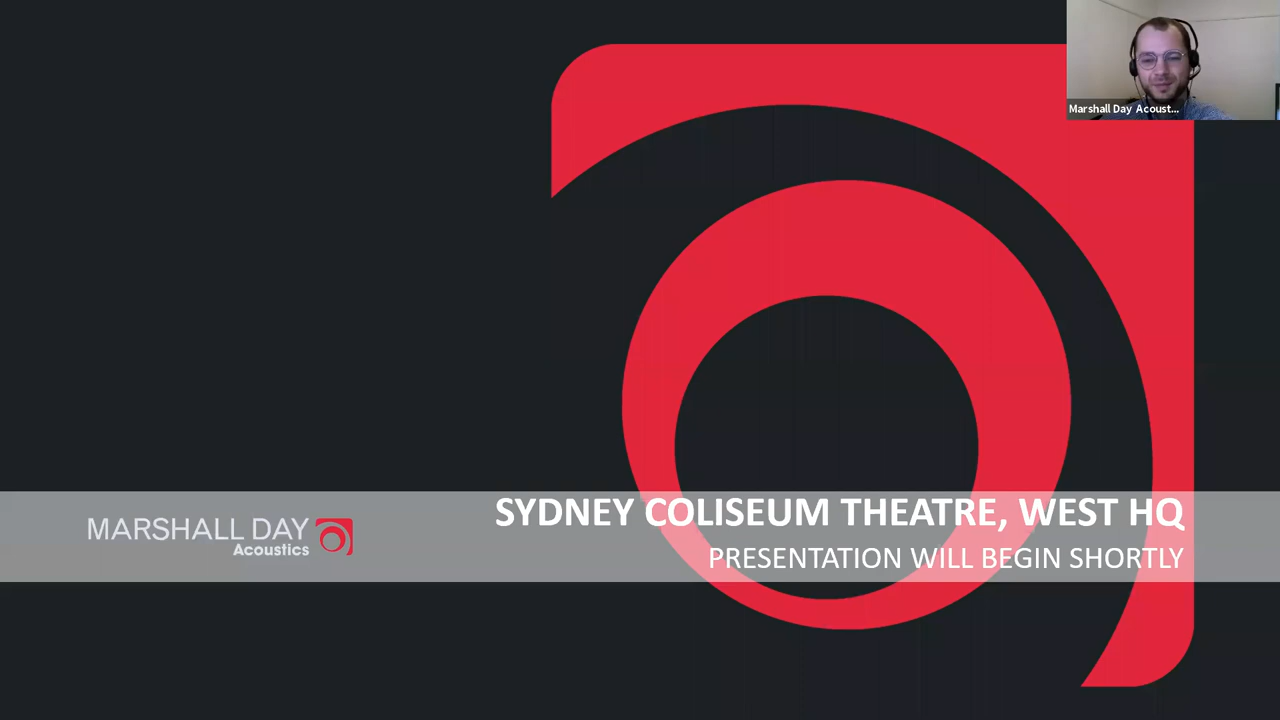 Marshall Day Acoust...
SYDNEY COLISEUM THEATRE, WEST HQ
MARSHALL DAY
Acoustics
PRESENTATION WILL BEGIN SHORTLY